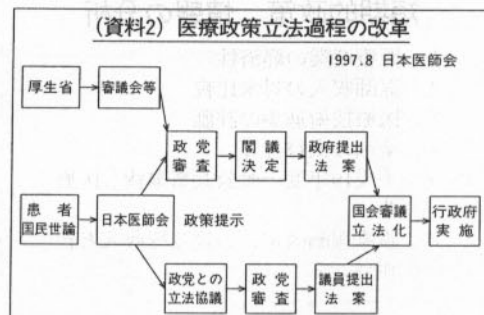 (資料2) 医療政策立法過程の改革
1997.8 日本医師会
厚生省
審議会等
政党
審査
閣議
決定
政府提出
法案
患者
国民世論
日本医師会
政策提示
国会審議
立法化
行政府
実施
政党との
立法協議
政党
審査
議員提出
法案